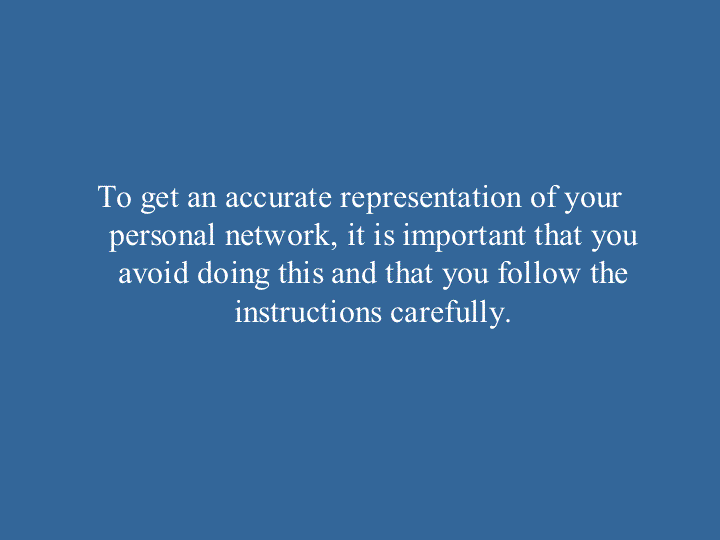 To get an accurate representation of your
personal network, it is important that you
avoid doing this and that you follow the
instructions carefully.